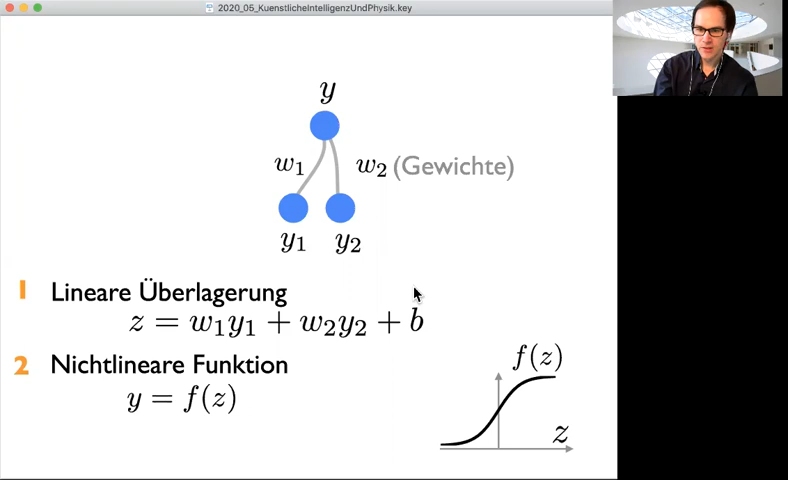 2020_05_KuenstlicheIntelligenzUndPhysik.key
y
w₁
w₂ (Gewichte)
y₁ y₂
1 Lineare Überlagerung
z = w₁y₁ + w₂y₂ + b
2 Nichtlineare Funktion
y = f(z)
f(z)
z